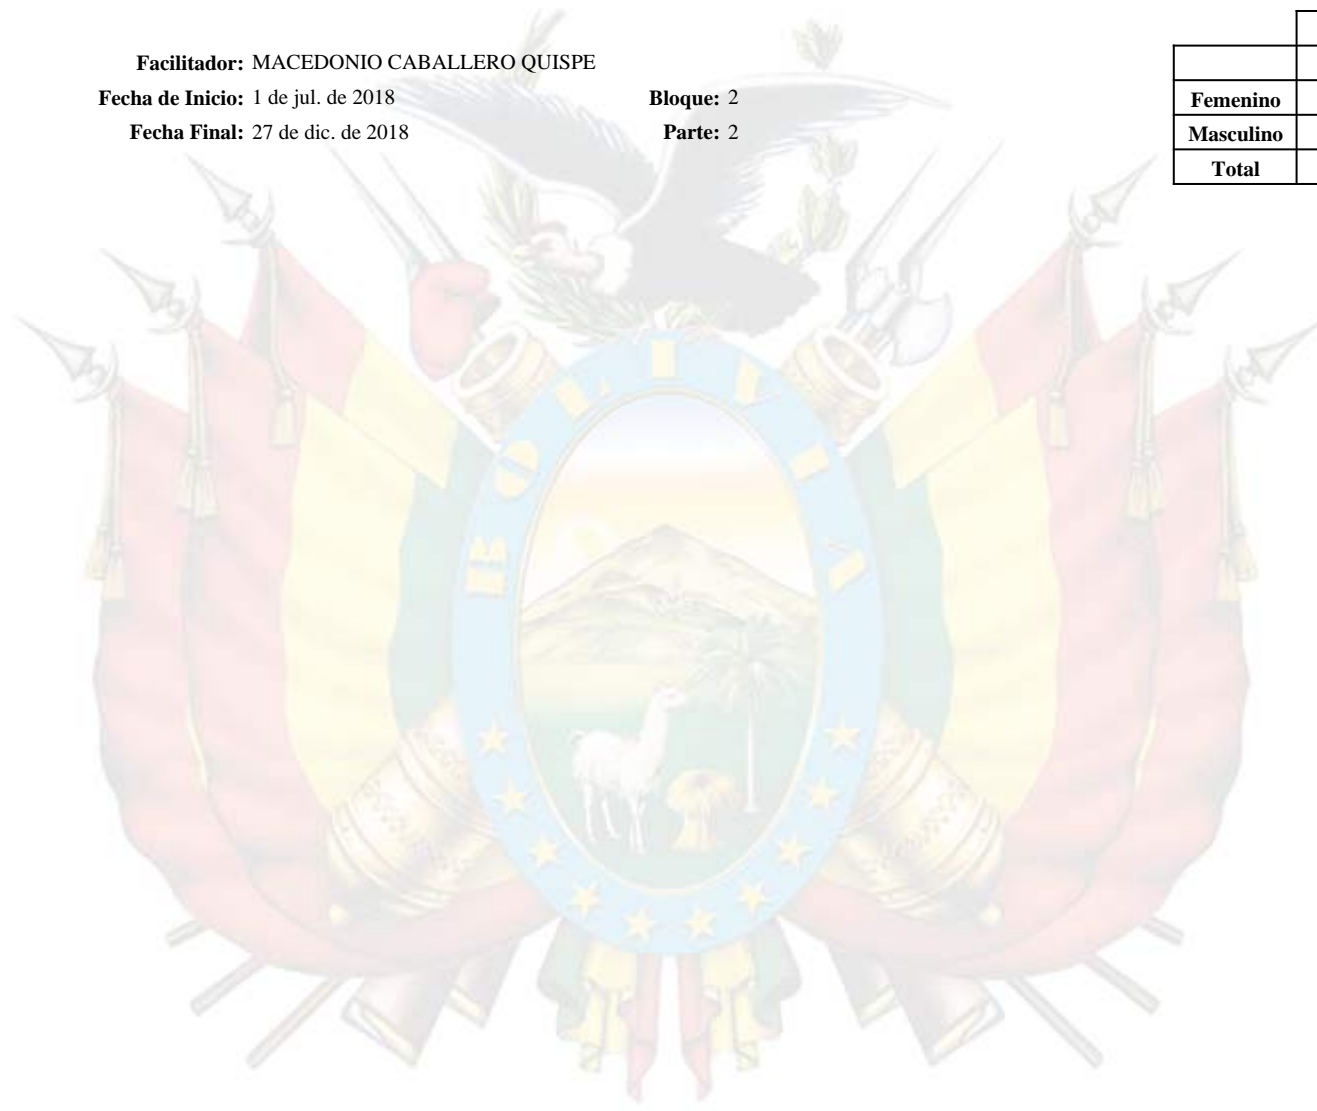 Facilitador: MACEDONIO CABALLERO QUISPE
Fecha de Inicio: 1 de jul. de 2018 Bloque: 2
Fecha Final: 27 de dic. de 2018 Parte: 2
Femenino
Masculino
Total
BOLIVIA